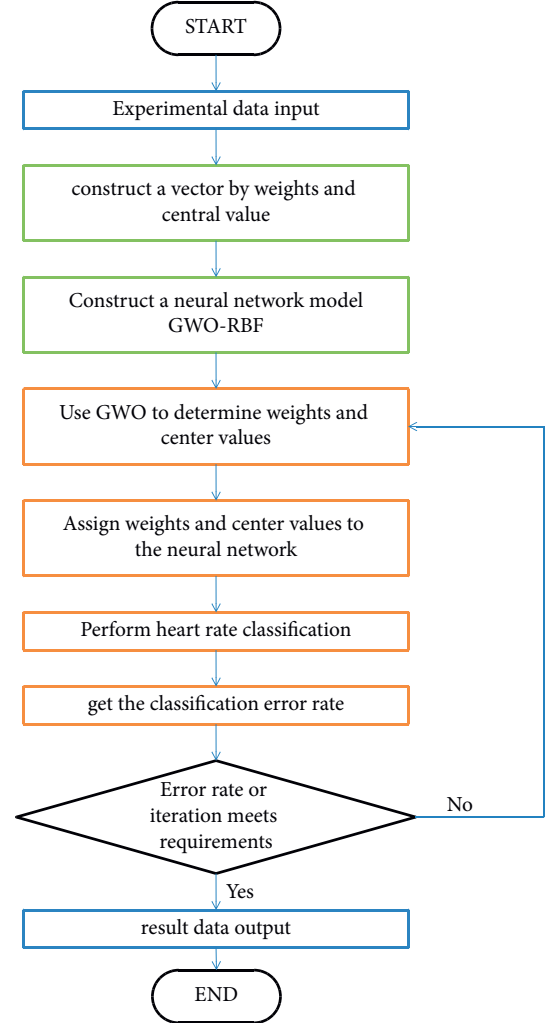 START
Experimental data input
construct a vector by weights and
central value
Construct a neural network model
GWO-RBF
Use GWO to determine weights and
center values
Assign weights and center values to
the neural network
Perform heart rate classification
get the classification error rate
Error rate or
iteration meets
requirements
No
Yes
result data output
END